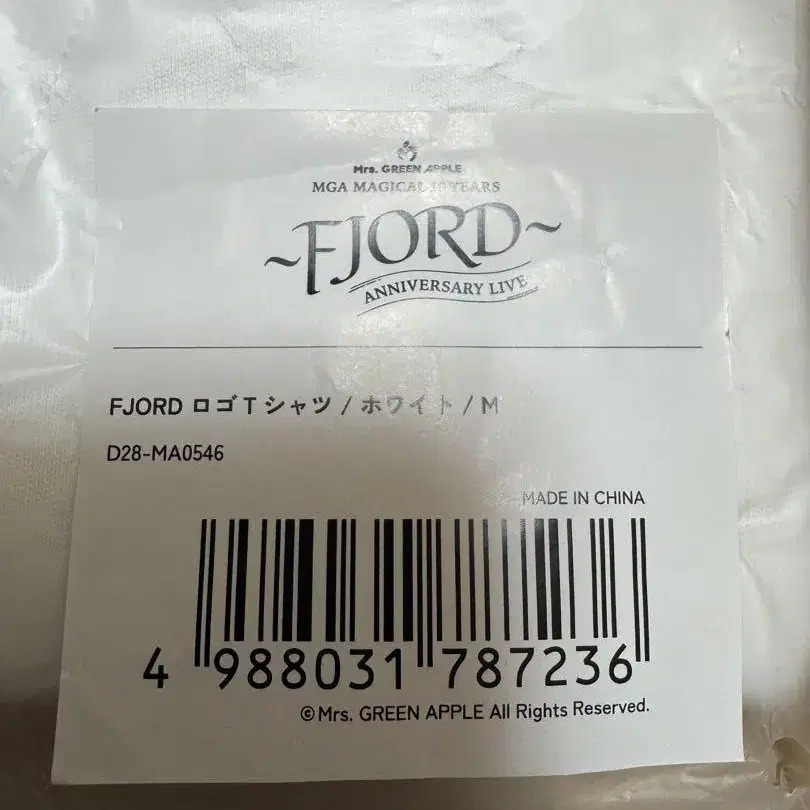 Mrs. GREEN APPLE
MGA MAGICAL 10 YEARS
~FJORD~
ANNIVERSARY LIVE
FJORD ロゴTシャツ / ホワイト / M
D28-MA0546
MADE IN CHINA
4 988031 787236
©Mrs. GREEN APPLE All Rights Reserved.